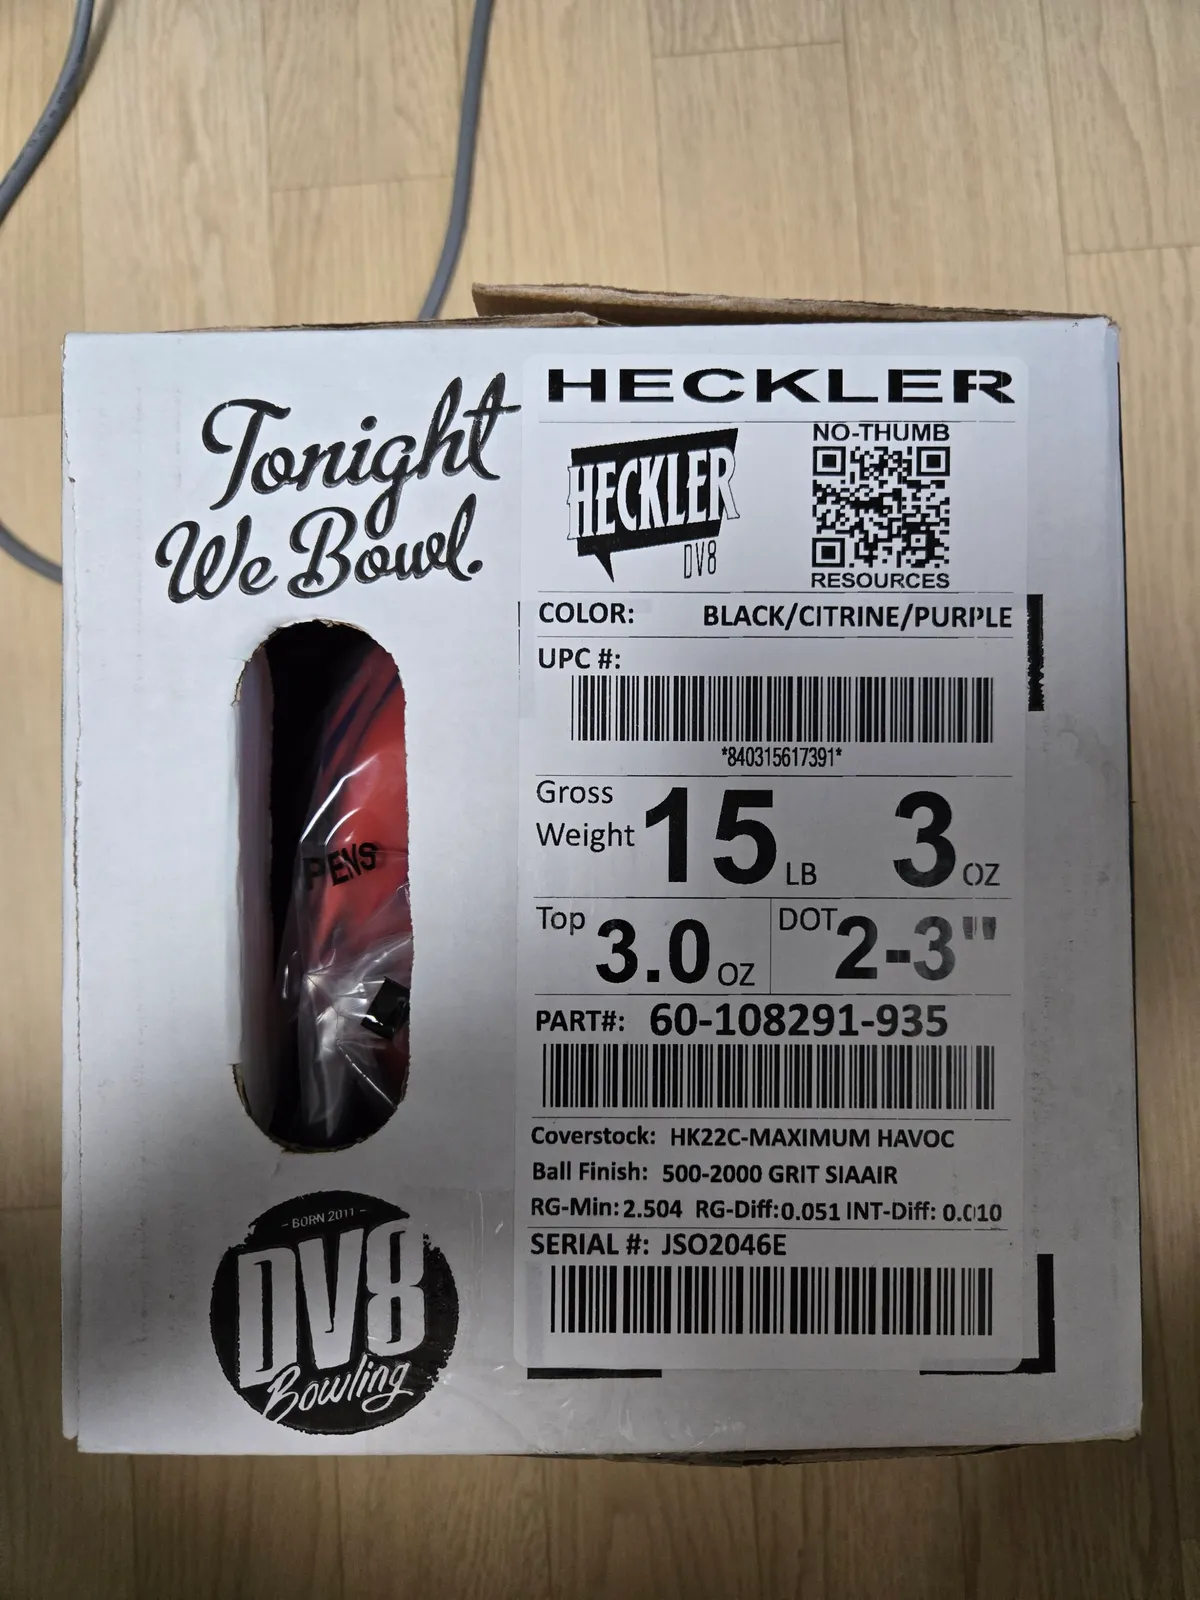 Tonight
We Bowl.
HECKLER
HECKLER
DV8
NO-THUMB
RESOURCES
COLOR: BLACK/CITRINE/PURPLE
UPC #:
*840315617391*
Gross
Weight 15 LB 3 OZ
Top 3.0 OZ DOT 2-3"
PART#: 60-108291-935
Coverstock: HK22C-MAXIMUM HAVOC
Ball Finish: 500-2000 GRIT SIAAIR
RG-Min: 2.504 RG-Diff: 0.051 INT-Diff: 0.010
SERIAL #: JSO2046E
PENS
- BORN 2011 -
DV8
Bowling